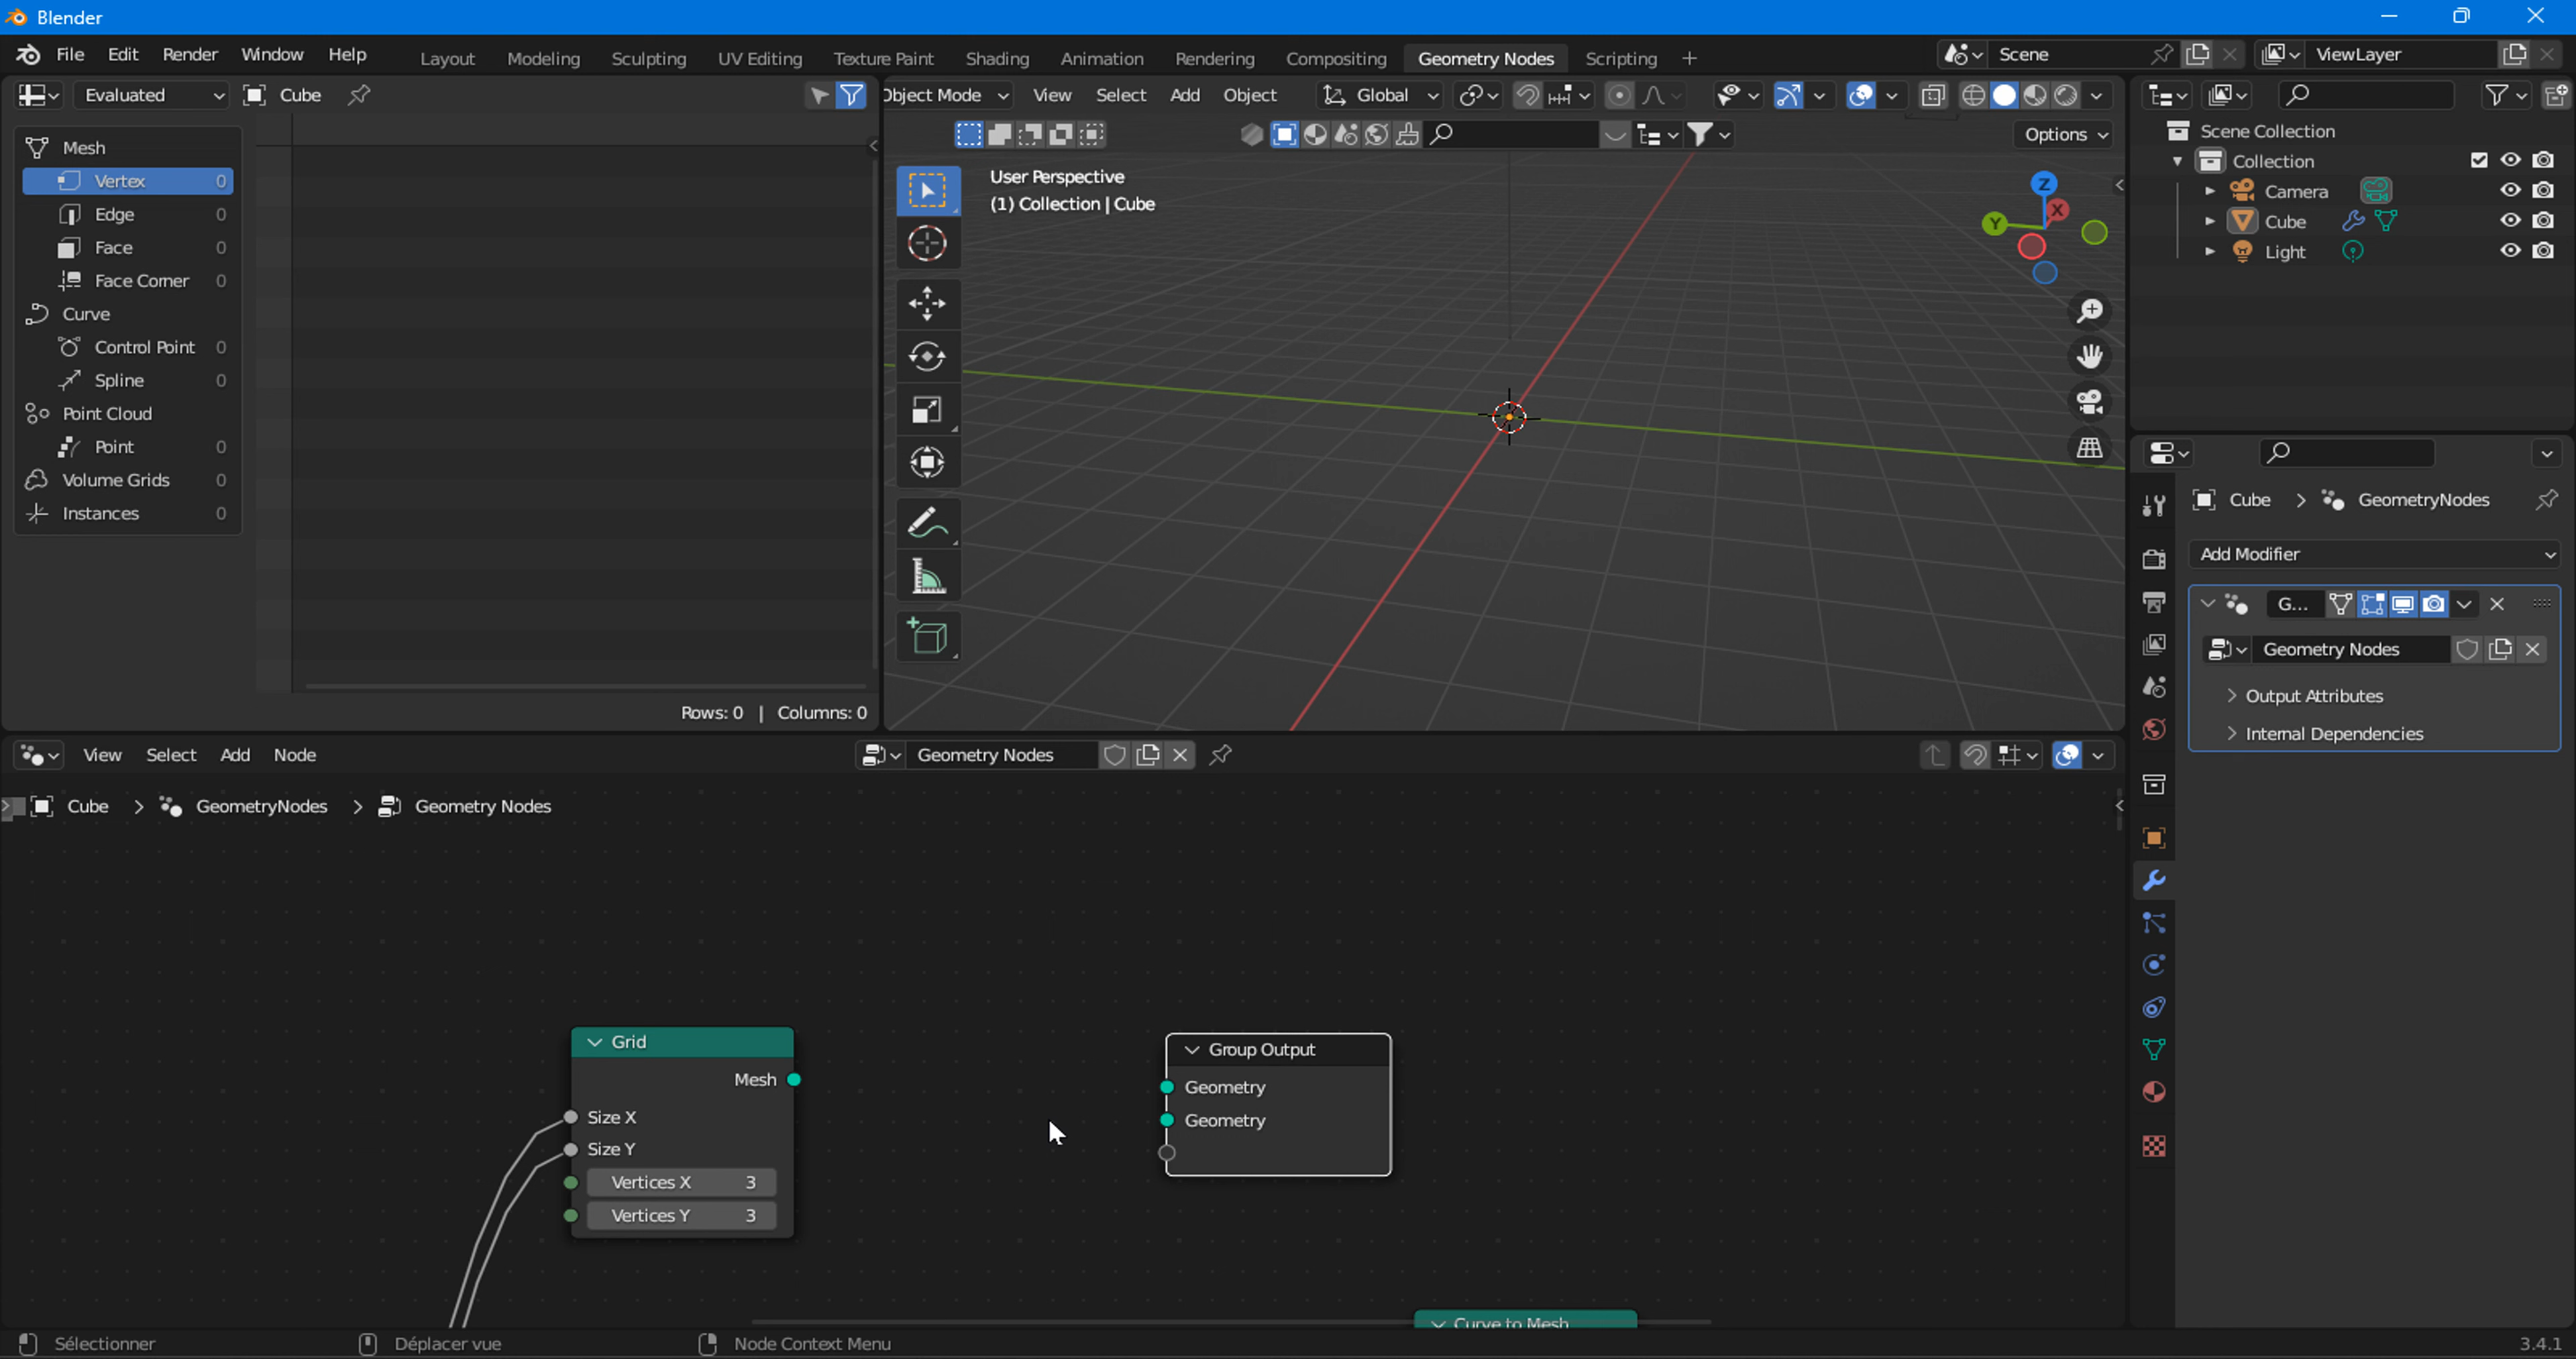 Blender
File Edit Render Window Help Layout Modeling Sculpting UV Editing Texture Paint Shading Animation Rendering Compositing Geometry Nodes Scripting + Scene ViewLayer
Evaluated Cube
Object Mode View Select Add Object Global
Options
Mesh
Vertex 0
Edge 0
Face 0
Face Corner 0
Curve
Control Point 0
Spline 0
Point Cloud
Point 0
Volume Grids 0
Instances 0
Rows: 0 | Columns: 0
User Perspective
(1) Collection | Cube
Z
X
Y
Scene Collection
Collection
Camera
Cube
Light
Cube > GeometryNodes
Add Modifier
G...
Geometry Nodes
Output Attributes
Internal Dependencies
View Select Add Node Geometry Nodes
Cube > GeometryNodes > Geometry Nodes
Grid
Mesh
Size X
Size Y
Vertices X 3
Vertices Y 3
Group Output
Geometry
Geometry
Curve to Mesh
Sélectionner Déplacer vue Node Context Menu 3.4.1